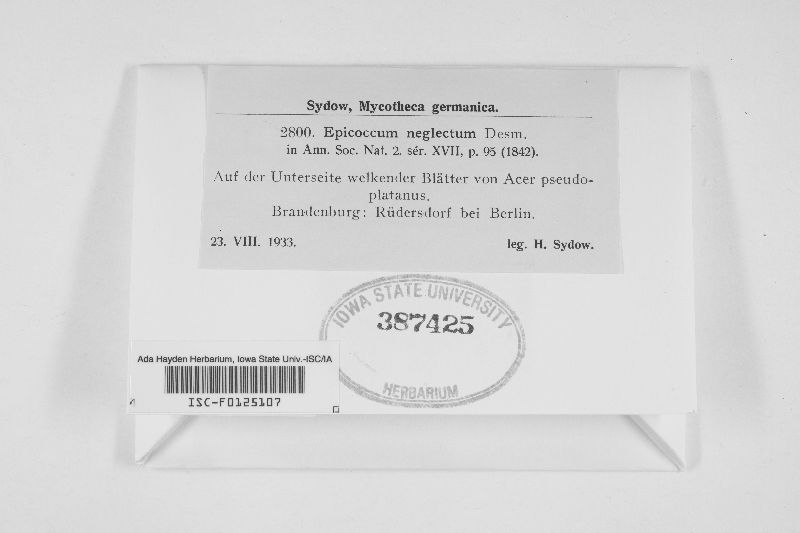 Sydow, Mycotheca germanica.
2800. Epicoccum neglectum Desm.
in Ann. Soc. Nat. 2. sér. XVII, p. 95 (1842).
Auf der Unterseite welkender Blätter von Acer pseudo-
platanus.
Brandenburg: Rüdersdorf bei Berlin.
23. VIII. 1933. leg. H. Sydow.
IOWA STATE UNIVERSITY
387425
HERBARIUM
Ada Hayden Herbarium, Iowa State Univ.-ISC/IA
ISC-F0125107